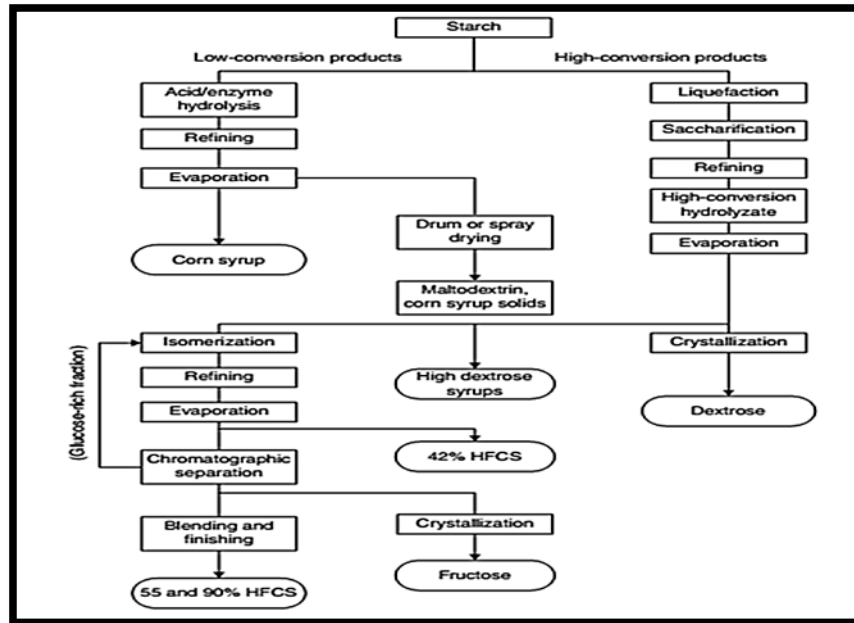 Starch
Low-conversion products
High-conversion products
Acid/enzyme
hydrolysis
Refining
Evaporation
Corn syrup
Drum or spray
drying
Maltodextrin,
corn syrup solids
Liquefaction
Saccharification
Refining
High-conversion
hydrolyzate
Evaporation
Isomerization
Refining
Evaporation
Chromatographic
separation
(Glucose-rich fraction)
High dextrose
syrups
Crystallization
Dextrose
42% HFCS
Blending and
finishing
55 and 90% HFCS
Crystallization
Fructose